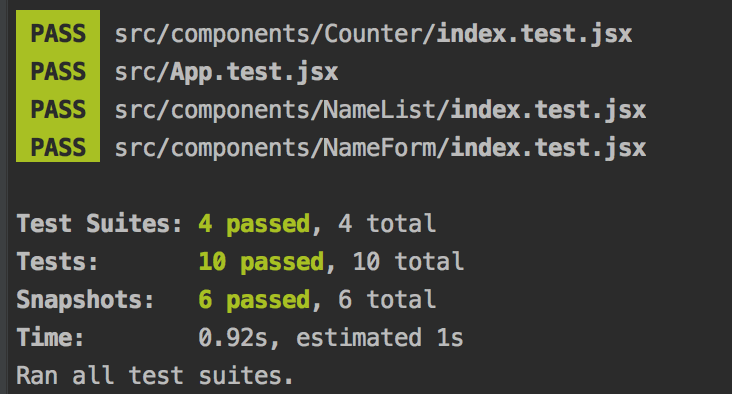 PASS src/components/Counter/index.test.jsx
PASS src/App.test.jsx
PASS src/components/NameList/index.test.jsx
PASS src/components/NameForm/index.test.jsx
Test Suites: 4 passed, 4 total
Tests: 10 passed, 10 total
Snapshots: 6 passed, 6 total
Time: 0.92s, estimated 1s
Ran all test suites.